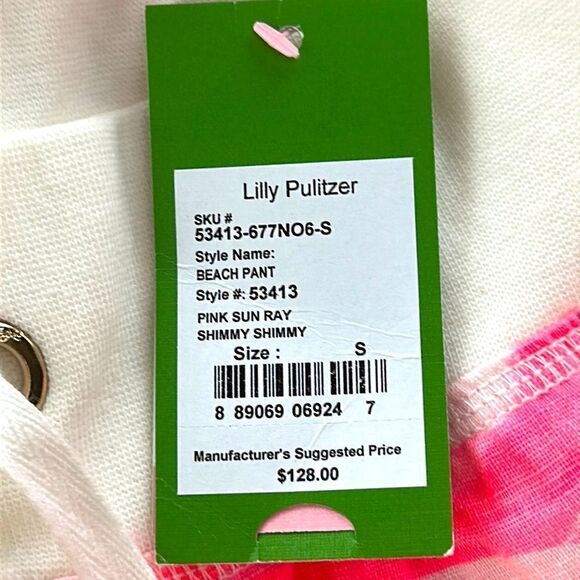 Lilly Pulitzer
SKU #
53413-677NO6-S
Style Name:
BEACH PANT
Style #: 53413
PINK SUN RAY
SHIMMY SHIMMY
Size : S
8 89069 06924 7
Manufacturer's Suggested Price
$128.00